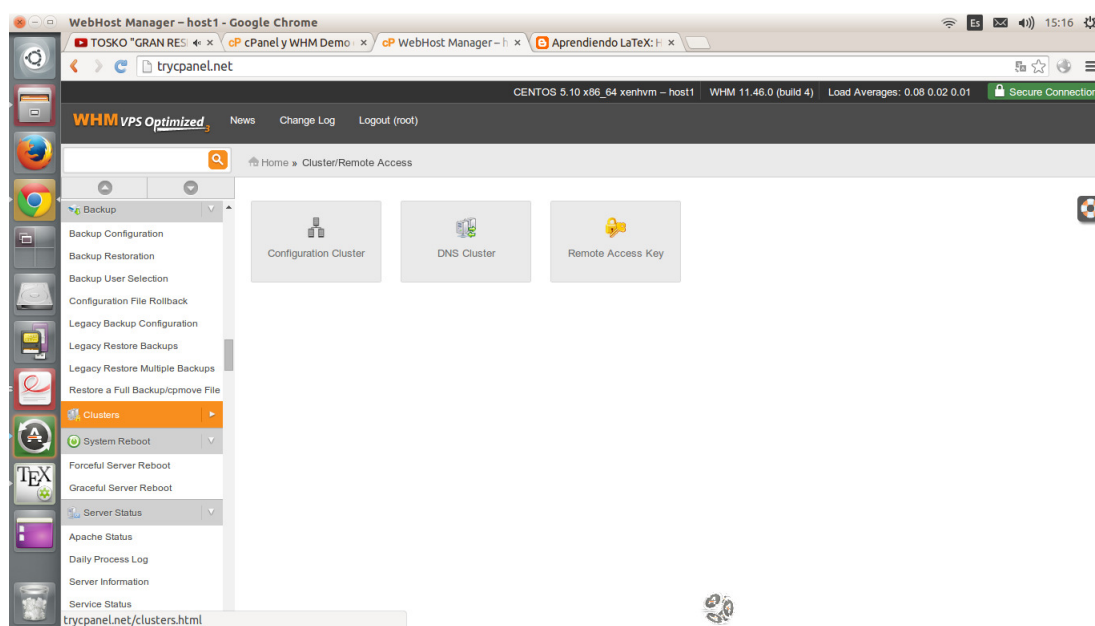 WebHost Manager – host1 - Google Chrome
Es
15:16
TOSKO "GRAN RES
cPanel y WHM Demo
WebHost Manager – h
Aprendiendo LaTeX: H
trycpanel.net
CENTOS 5.10 x86_64 xenhvm – host1
WHM 11.46.0 (build 4)
Load Averages: 0.08 0.02 0.01
Secure Connection
WHM VPS Optimized 3
News
Change Log
Logout (root)
Home » Cluster/Remote Access
Backup
Backup Configuration
Backup Restoration
Backup User Selection
Configuration File Rollback
Legacy Backup Configuration
Legacy Restore Backups
Legacy Restore Multiple Backups
Restore a Full Backup/cpmove File
Clusters
System Reboot
Forceful Server Reboot
Graceful Server Reboot
Server Status
Apache Status
Daily Process Log
Server Information
Service Status
trycpanel.net/clusters.html
Configuration Cluster
DNS Cluster
Remote Access Key
TEX